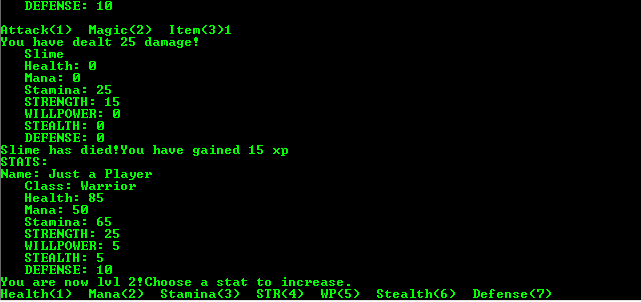 DEFENSE: 10
Attack(1)  Magic(2)  Item(3)1
You have dealt 25 damage!
Slime
Health: 0
Mana: 0
Stamina: 25
STRENGTH: 15
WILLPOWER: 0
STEALTH: 0
DEFENSE: 0
Slime has died!You have gained 15 xp
STATS:
Name: Just a Player
Class: Warrior
Health: 85
Mana: 50
Stamina: 65
STRENGTH: 25
WILLPOWER: 5
STEALTH: 5
DEFENSE: 10
You are now lvl 2!Choose a stat to increase.
Health(1)  Mana(2)  Stamina(3)  STR(4)  WP(5)  Stealth(6)  Defense(7)